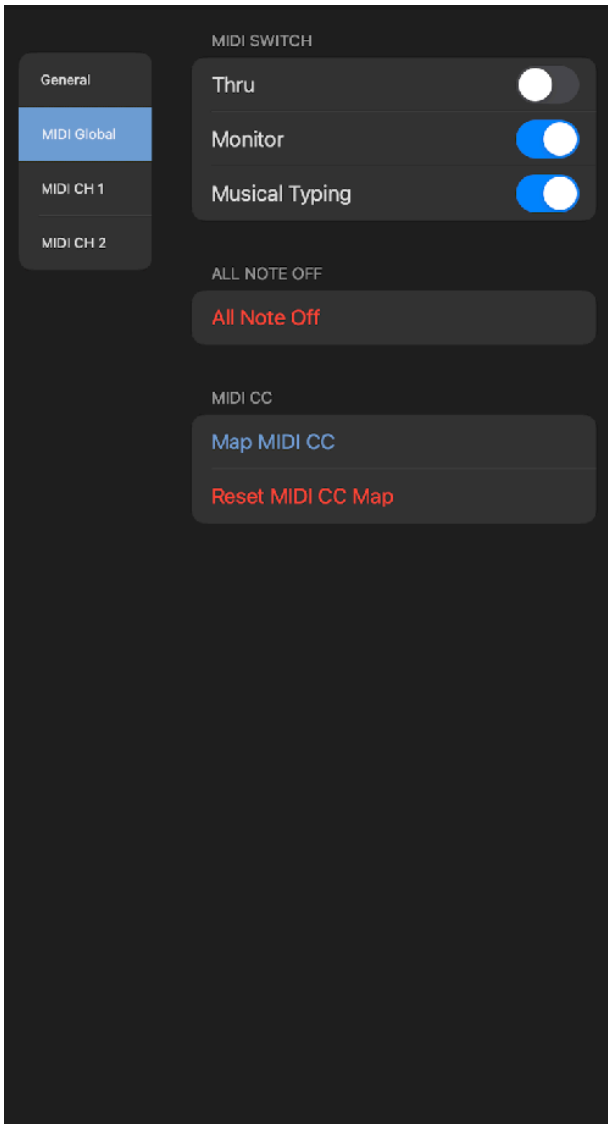 General
MIDI Global
MIDI CH 1
MIDI CH 2
MIDI SWITCH
Thru
Monitor
Musical Typing
ALL NOTE OFF
All Note Off
MIDI CC
Map MIDI CC
Reset MIDI CC Map